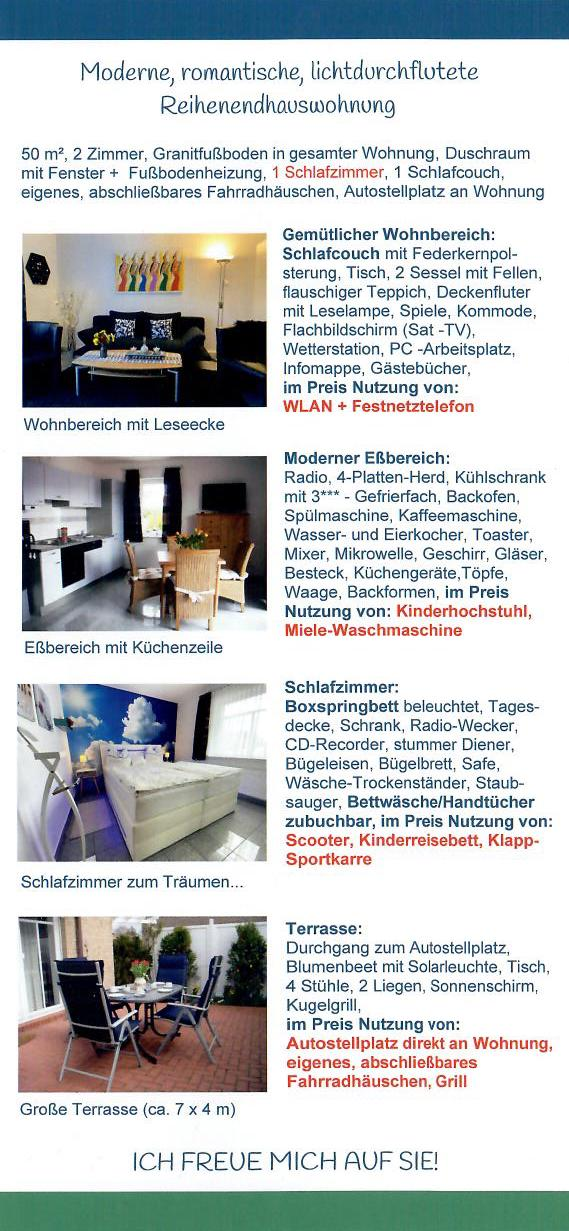 Moderne, romantische, lichtdurchflutete
Reihenendhauswohnung
50 m², 2 Zimmer, Granitfußboden in gesamter Wohnung, Duschraum
mit Fenster + Fußbodenheizung, 1 Schlafzimmer, 1 Schlafcouch,
eigenes, abschließbares Fahrradhäuschen, Autostellplatz an Wohnung
Gemütlicher Wohnbereich:
Schlafcouch mit Federkernpol-
sterung, Tisch, 2 Sessel mit Fellen,
flauschiger Teppich, Deckenfluter
mit Leselampe, Spiele, Kommode,
Flachbildschirm (Sat -TV),
Wetterstation, PC -Arbeitsplatz,
Infomappe, Gästebücher,
im Preis Nutzung von:
WLAN + Festnetztelefon
Wohnbereich mit Leseecke
Moderner Eßbereich:
Radio, 4-Platten-Herd, Kühlschrank
mit 3*** - Gefrierfach, Backofen,
Spülmaschine, Kaffeemaschine,
Wasser- und Eierkocher, Toaster,
Mixer, Mikrowelle, Geschirr, Gläser,
Besteck, Küchengeräte,Töpfe,
Waage, Backformen, im Preis
Nutzung von: Kinderhochstuhl,
Miele-Waschmaschine
Eßbereich mit Küchenzeile
Schlafzimmer:
Boxspringbett beleuchtet, Tages-
decke, Schrank, Radio-Wecker,
CD-Recorder, stummer Diener,
Bügeleisen, Bügelbrett, Safe,
Wäsche-Trockenständer, Staub-
sauger, Bettwäsche/Handtücher
zubuchbar, im Preis Nutzung von:
Scooter, Kinderreisebett, Klapp-
Sportkarre
Schlafzimmer zum Träumen...
Terrasse:
Durchgang zum Autostellplatz,
Blumenbeet mit Solarleuchte, Tisch,
4 Stühle, 2 Liegen, Sonnenschirm,
Kugelgrill,
im Preis Nutzung von:
Autostellplatz direkt an Wohnung,
eigenes, abschließbares
Fahrradhäuschen, Grill
Große Terrasse (ca. 7 x 4 m)
ICH FREUE MICH AUF SIE!